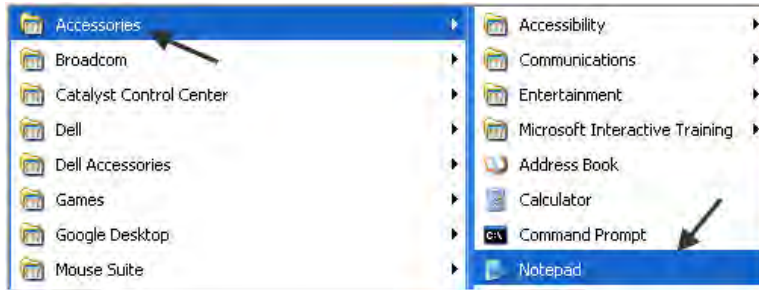 Accessories
Broadcom
Catalyst Control Center
Dell
Dell Accessories
Games
Google Desktop
Mouse Suite
Accessibility
Communications
Entertainment
Microsoft Interactive Training
Address Book
Calculator
C:\ Command Prompt
Notepad